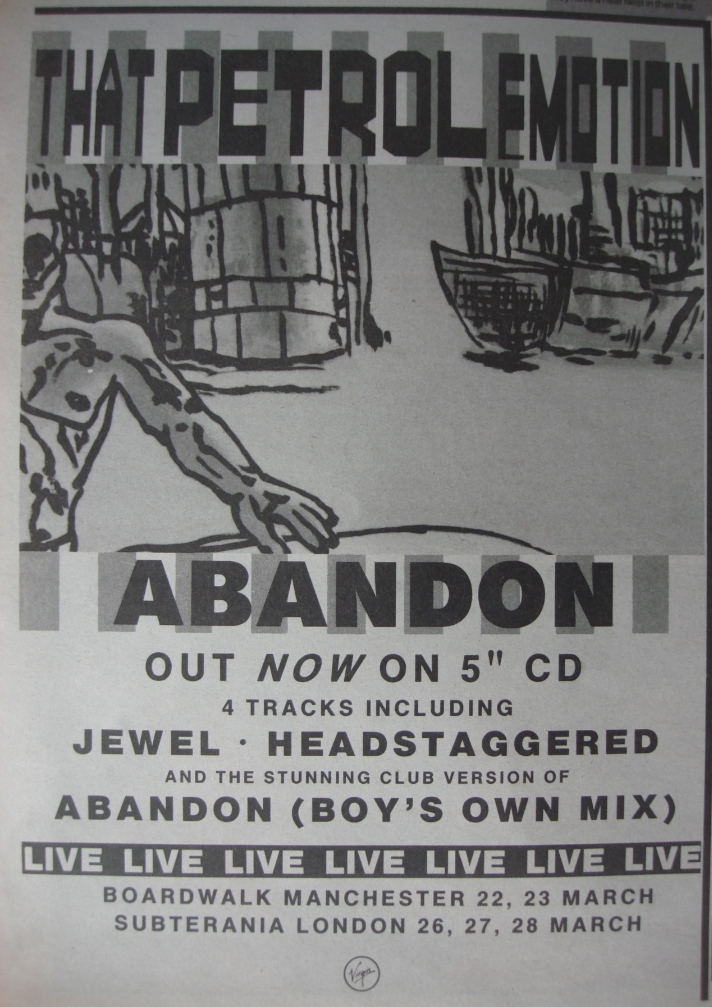 THAT PETROL EMOTION
ABANDON
OUT NOW ON 5" CD
4 TRACKS INCLUDING
JEWEL · HEADSTAGGERED
AND THE STUNNING CLUB VERSION OF
ABANDON (BOY'S OWN MIX)
LIVE LIVE LIVE LIVE LIVE LIVE LIVE
BOARDWALK MANCHESTER 22, 23 MARCH
SUBTERANIA LONDON 26, 27, 28 MARCH
Virgin